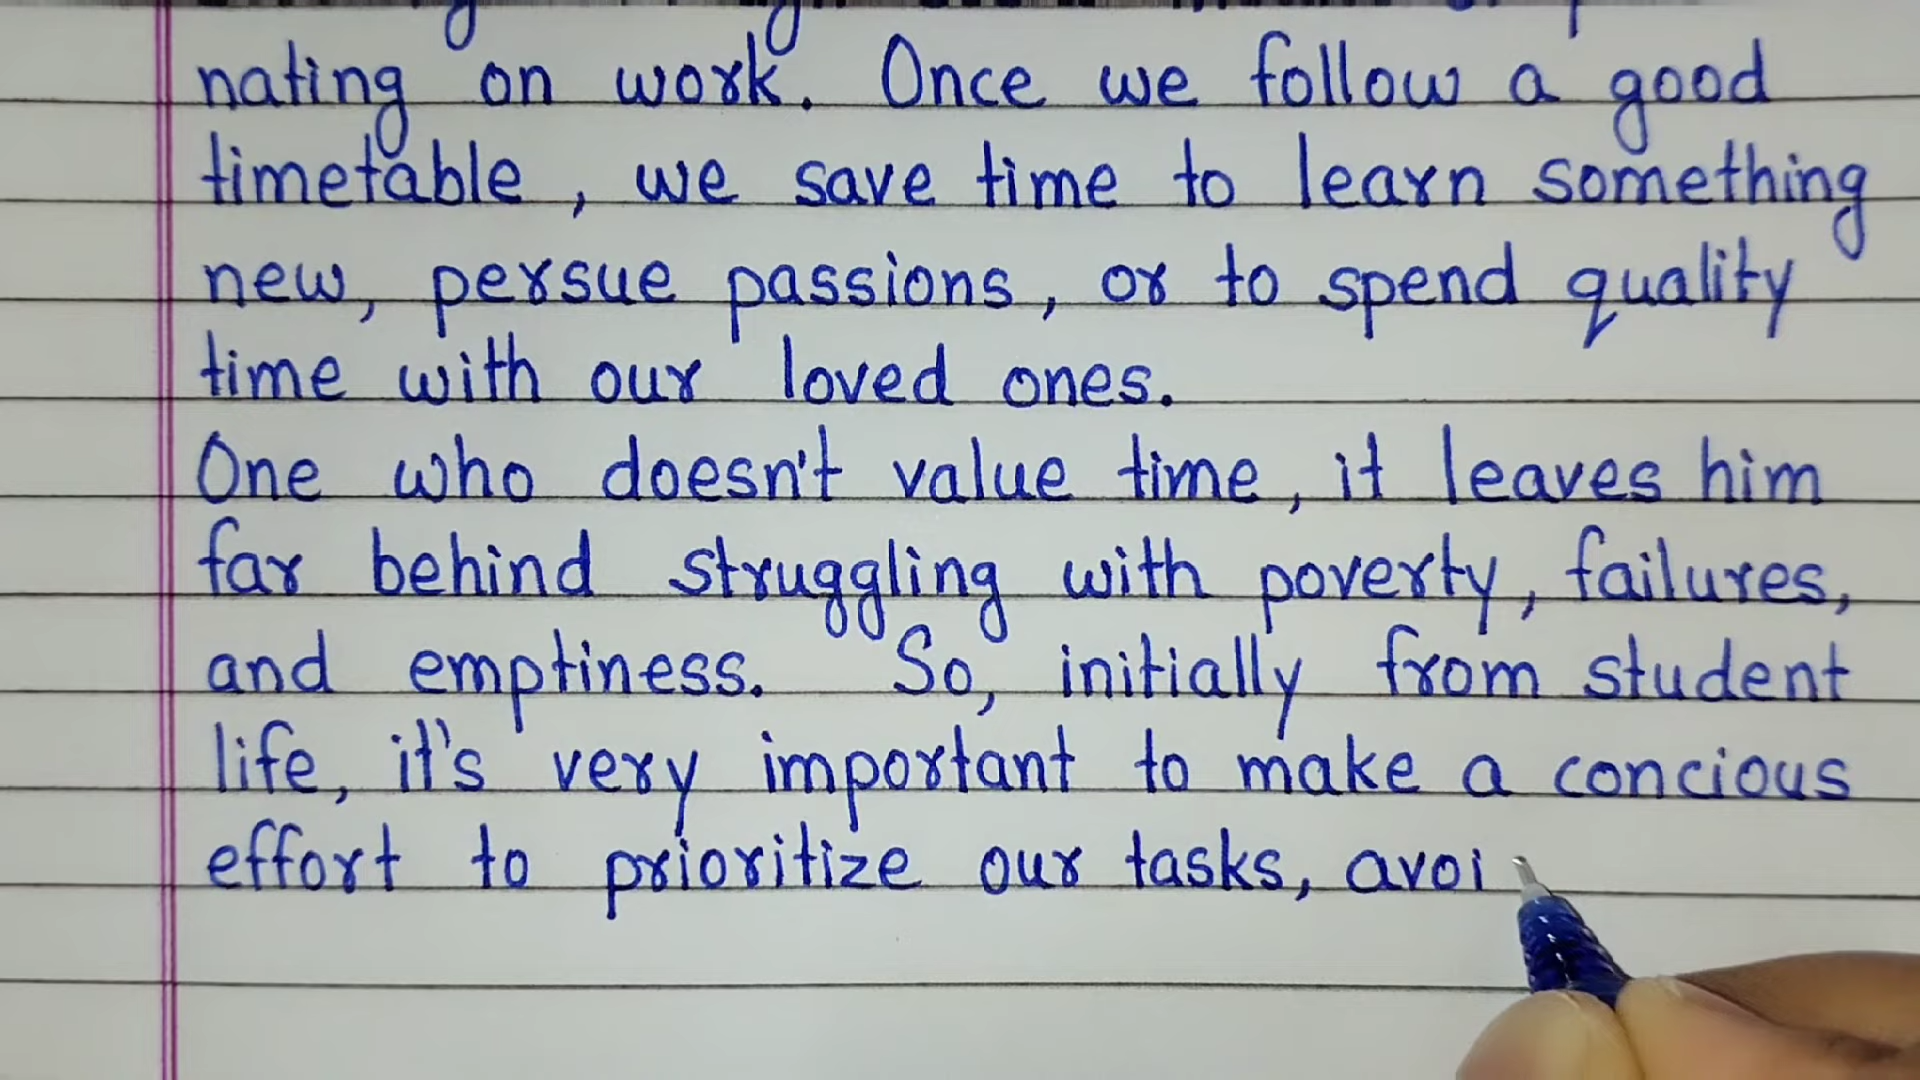 nating on work. Once we follow a good
timetable, we save time to learn something
new, persue passions, or to spend quality
time with our loved ones.
One who doesn't value time, it leaves him
far behind struggling with poverty, failures,
and emptiness. So, initially from student
life, it's very important to make a concious
effort to prioritize our tasks, avoi